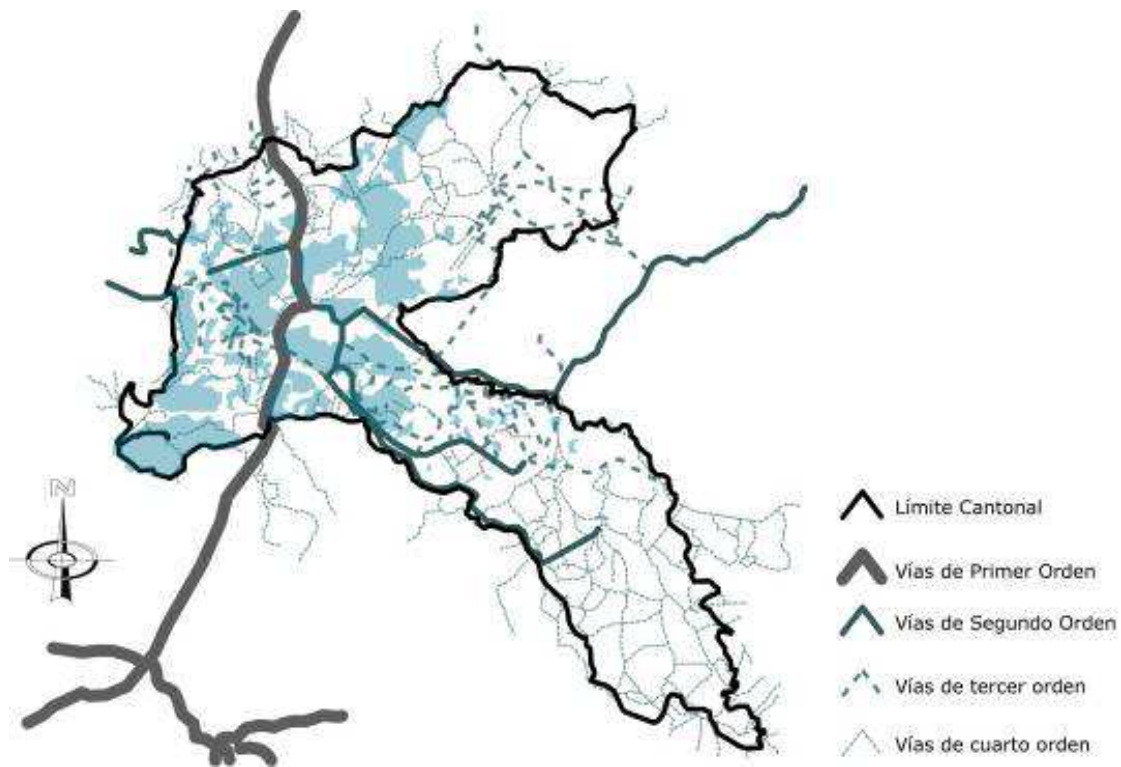 N
Límite Cantonal
Vías de Primer Orden
Vías de Segundo Orden
Vías de tercer orden
Vías de cuarto orden